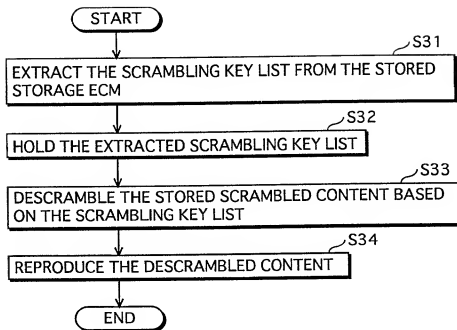 START
S31
EXTRACT THE SCRAMBLING KEY LIST FROM THE STORED
STORAGE ECM
S32
HOLD THE EXTRACTED SCRAMBLING KEY LIST
S33
DESCRAMBLE THE STORED SCRAMBLED CONTENT BASED
ON THE SCRAMBLING KEY LIST
S34
REPRODUCE THE DESCRAMBLED CONTENT
END